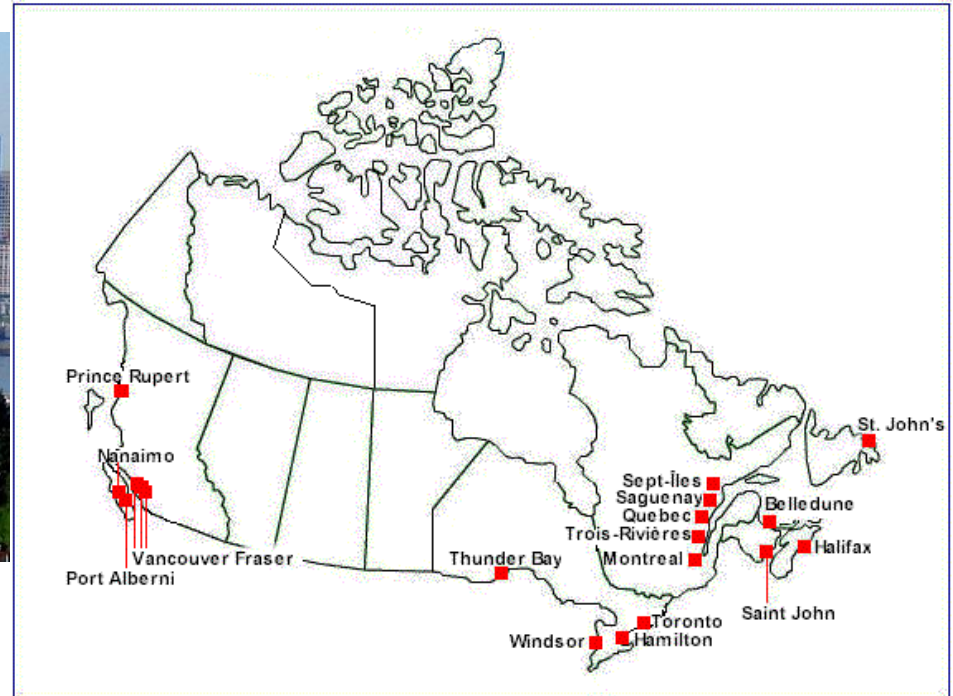 Prince Rupert
St. John's
Nanaimo
Sept-Îles
Saguenay
Belledune
Quebec
Trois-Rivières
Halifax
Vancouver Fraser
Thunder Bay
Montreal
Port Alberni
Saint John
Toronto
Windsor
Hamilton